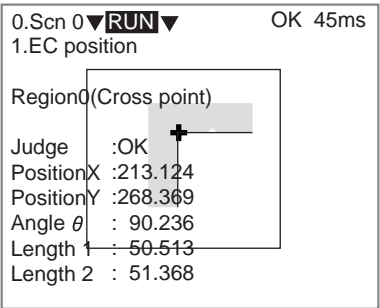 0.Scn 0▼RUN▼ OK 45ms
1.EC position
Region0(Cross point)
Judge :OK
PositionX :213.124
PositionY :268.369
Angle θ : 90.236
Length 1 : 50.513
Length 2 : 51.368